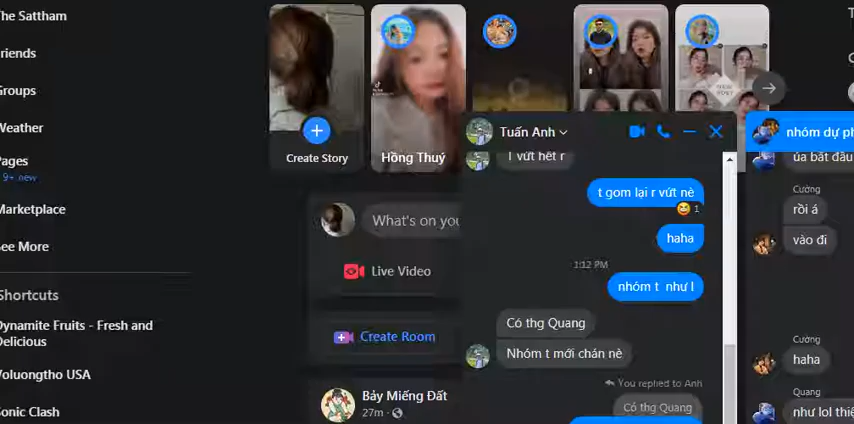 The Sattham
riends
Groups
Weather
Pages
9+ new
Marketplace
See More
Shortcuts
Dynamite Fruits - Fresh and
Delicious
Voluongtho USA
Sonic Clash
Create Story
Hồng Thuý
What's on you
Live Video
Create Room
Bảy Miếng Đất
27m
Tuấn Anh
T vứt hết r
t gom lại r vứt nè
1
haha
1:12 PM
nhóm t như l
Có thg Quang
Nhóm t mới chán nè
You replied to Anh
Có thg Quang
nhóm dự ph
ủa bắt đầu
Cường
rồi á
vào đi
Cường
haha
Quang
như lol thiệ